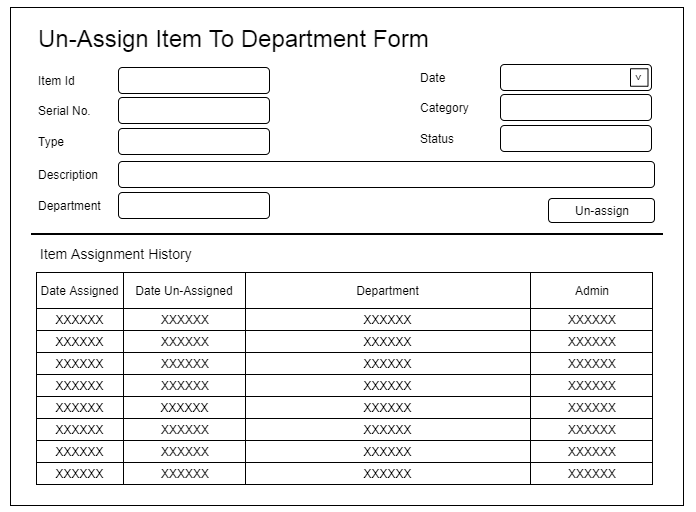 Un-Assign Item To Department Form
Item Id
Date v
Serial No.
Category
Type
Status
Description
Department
Un-assign
Item Assignment History
Date Assigned Date Un-Assigned Department Admin
XXXXXX XXXXXX XXXXXX XXXXXX
XXXXXX XXXXXX XXXXXX XXXXXX
XXXXXX XXXXXX XXXXXX XXXXXX
XXXXXX XXXXXX XXXXXX XXXXXX
XXXXXX XXXXXX XXXXXX XXXXXX
XXXXXX XXXXXX XXXXXX XXXXXX
XXXXXX XXXXXX XXXXXX XXXXXX
XXXXXX XXXXXX XXXXXX XXXXXX